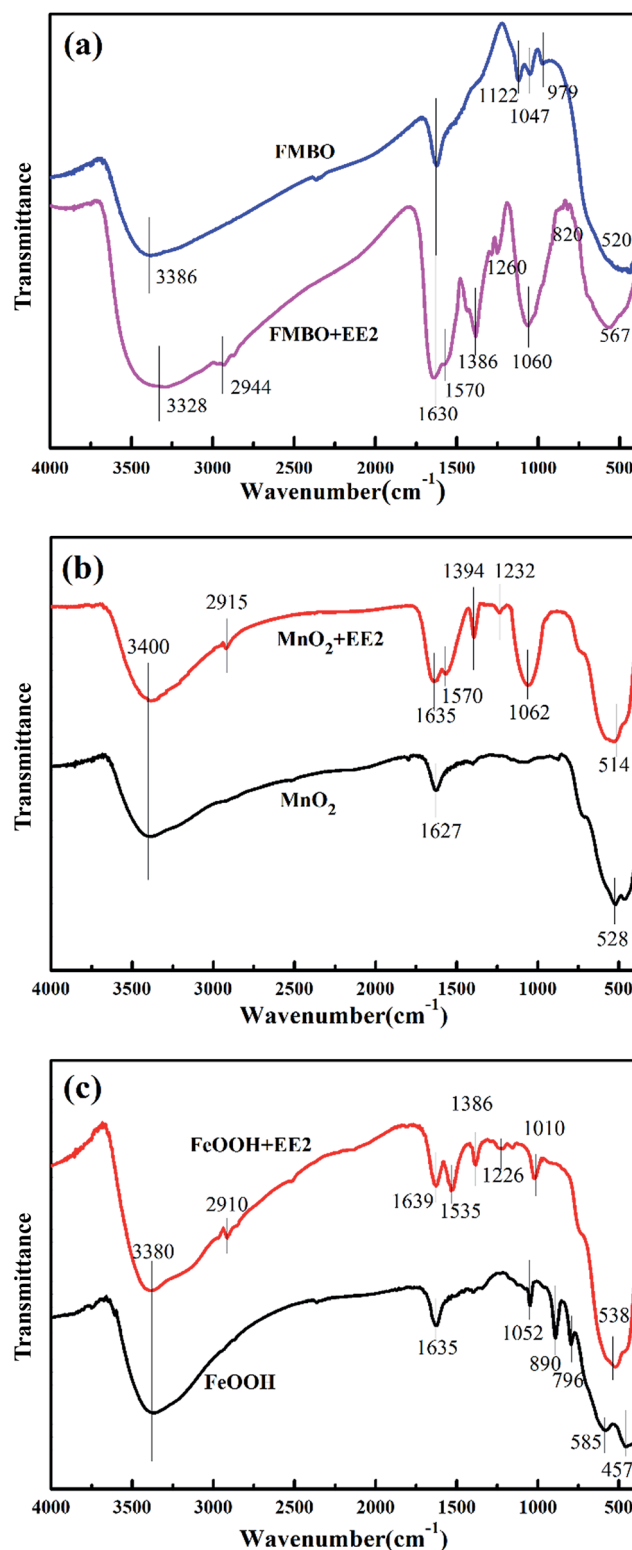 (a)
1122
979
1047
FMBO
820
520
3386
1260
FMBO+EE2
1386
1060
567
2944
1570
3328
1630
Transmittance
4000 3500 3000 2500 2000 1500 1000 500
Wavenumber(cm-1)
(b)
1394 1232
2915
3400
MnO2+EE2
1570
1635
1062
514
MnO2
1627
528
Transmittance
4000 3500 3000 2500 2000 1500 1000 500
Wavenumber(cm-1)
(c)
1386
1010
FeOOH+EE2
1226
2910
1639
1535
3380
538
1052
1635
890
796
FeOOH
585
457
Transmittance
4000 3500 3000 2500 2000 1500 1000 500
Wavenumber(cm-1)